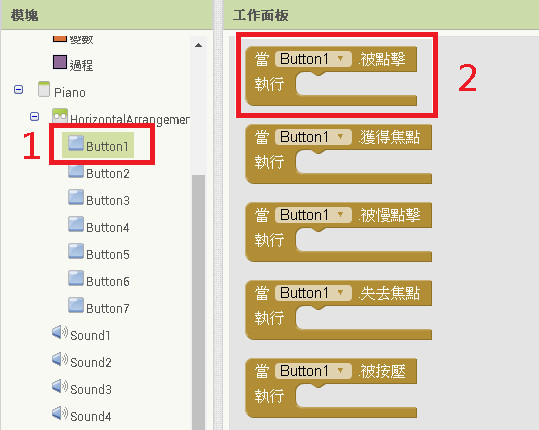 模塊
變數
過程
Piano
HorizontalArrangemen
1
Button1
Button2
Button3
Button4
Button5
Button6
Button7
Sound1
Sound2
Sound3
Sound4
工作面板
當 Button1 .被點擊
執行
2
當 Button1 .獲得焦點
執行
當 Button1 .被慢點擊
執行
當 Button1 .失去焦點
執行
當 Button1 .被按壓
執行